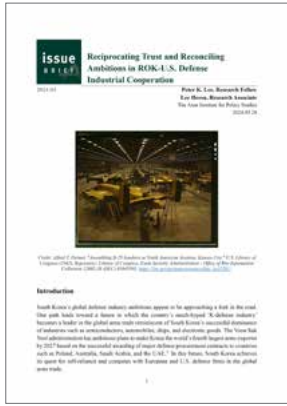 issue
BRIEF
Reciprocating Trust and Reconciling
Ambitions in ROK-U.S. Defense
Industrial Cooperation
Peter K. Lee, Research Fellow
Research Associate
The Asan Institute for Policy Studies
Introduction
South Korea's global defense industry ambitions appear to be approaching a fork in the road.
One path leads toward a future in which the country's much-hyped "K-defense industry"
becomes a leader in the global arms trade reminiscent of South Korea's successful dominance
of industries such as semiconductors, automobiles, ships, and electronic goods. The Yoon Suk
Yeol administration has ambitious plans to make Korea the world's fourth largest arms exporter
by 2027 based on the successful awarding of major defense procurement contracts to countries
such as Poland, Australia, Saudi Arabia, and the UAE. In this future, South Korea achieves
its quest for self-reliance and competes with European and U.S. defense firms in the global
arms trade.
1